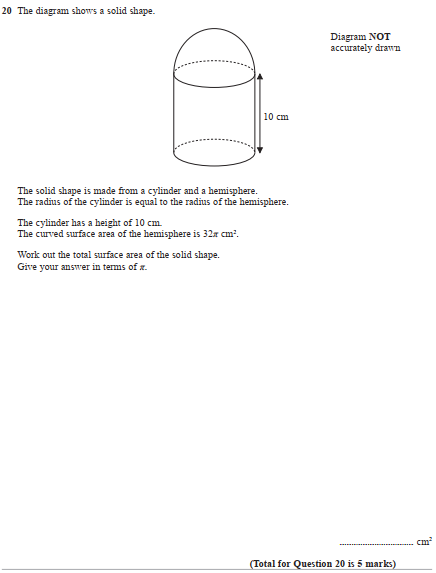 20 The diagram shows a solid shape.
Diagram NOT
accurately drawn
10 cm
The solid shape is made from a cylinder and a hemisphere.
The radius of the cylinder is equal to the radius of the hemisphere.
The cylinder has a height of 10 cm.
The curved surface area of the hemisphere is 32π cm².
Work out the total surface area of the solid shape.
Give your answer in terms of π.
.............................. cm²
(Total for Question 20 is 5 marks)